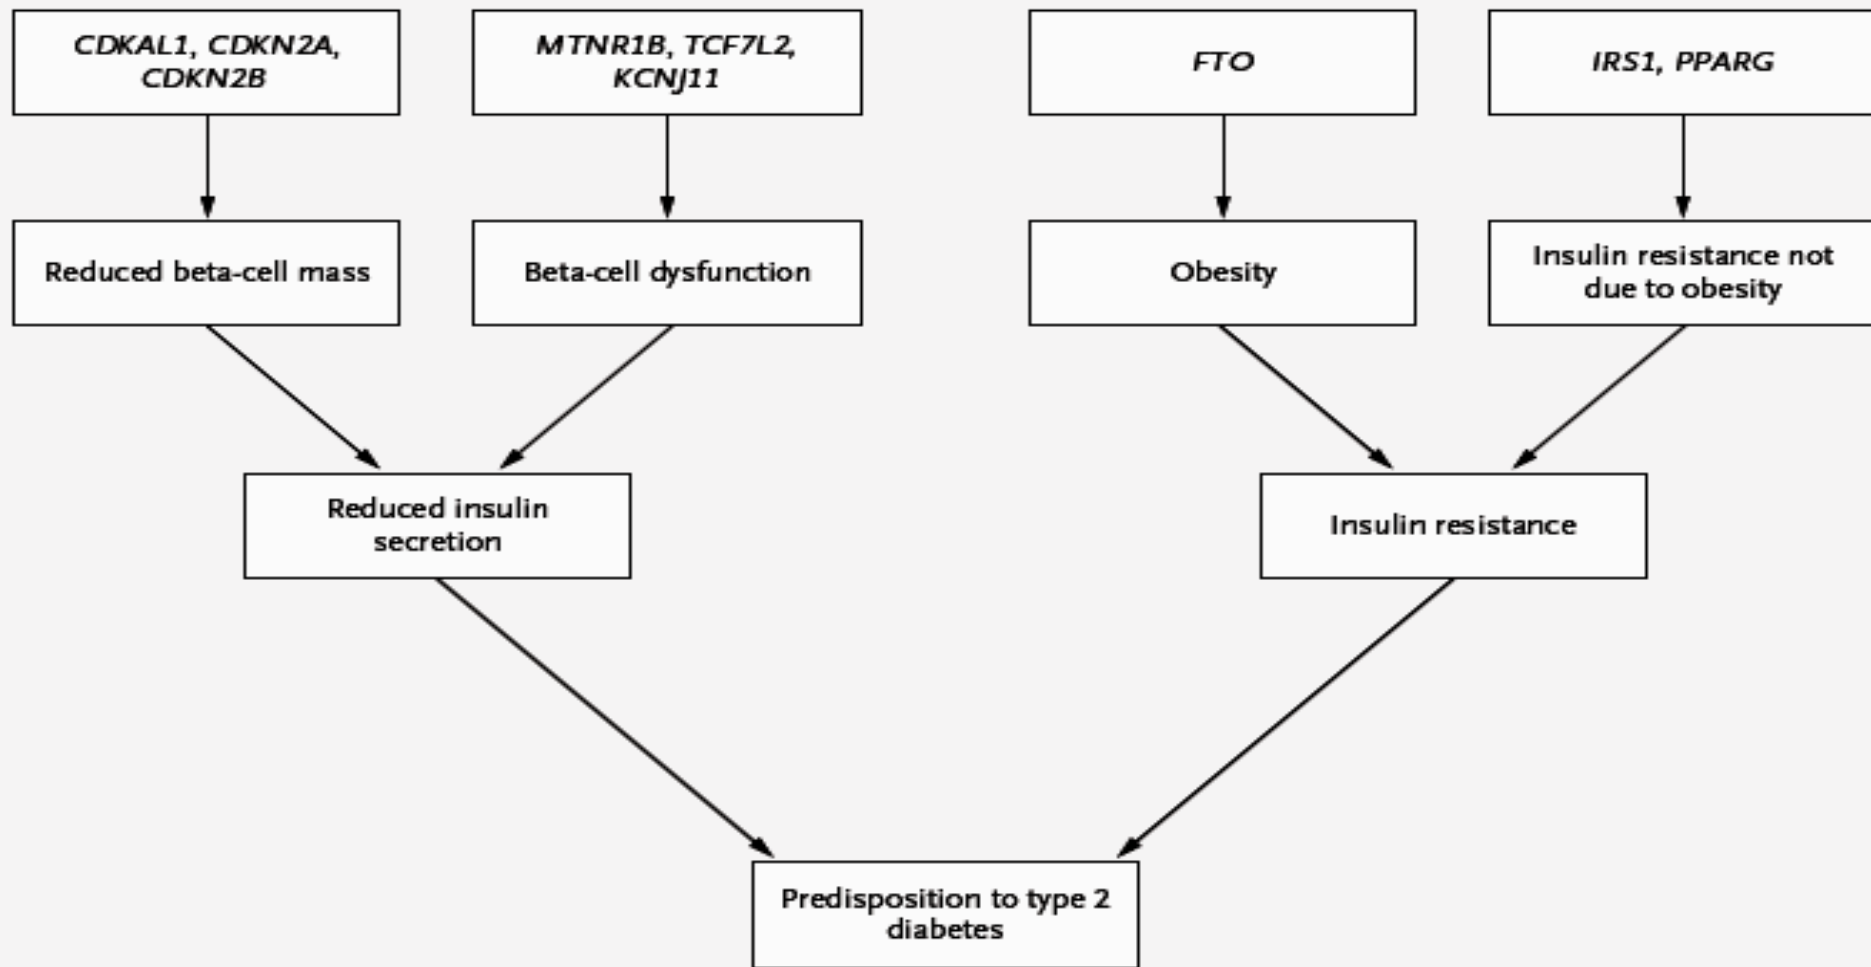 CDKAL1, CDKN2A,
CDKN2B
MTNR1B, TCF7L2,
KCNJ11
FTO
IRS1, PPARG
Reduced beta-cell mass
Beta-cell dysfunction
Obesity
Insulin resistance not
due to obesity
Reduced insulin
secretion
Insulin resistance
Predisposition to type 2
diabetes